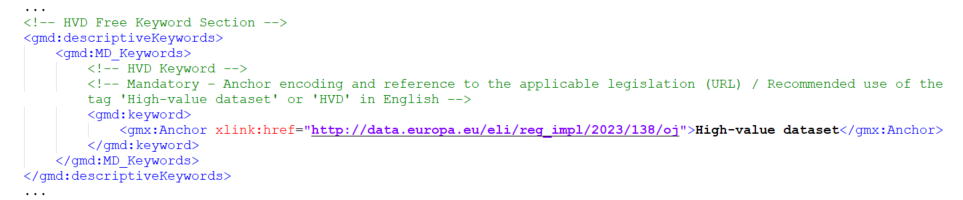 ...
<!-- HVD Free Keyword Section -->
<gmd:descriptiveKeywords>
<gmd:MD_Keywords>
<!-- HVD Keyword -->
<!-- Mandatory - Anchor encoding and reference to the applicable legislation (URL) / Recommended use of the
tag 'High-value dataset' or 'HVD' in English -->
<gmd:keyword>
<gmx:Anchor xlink:href="http://data.europa.eu/eli/reg_impl/2023/138/oj">High-value dataset</gmx:Anchor>
</gmd:keyword>
</gmd:MD_Keywords>
</gmd:descriptiveKeywords>
...